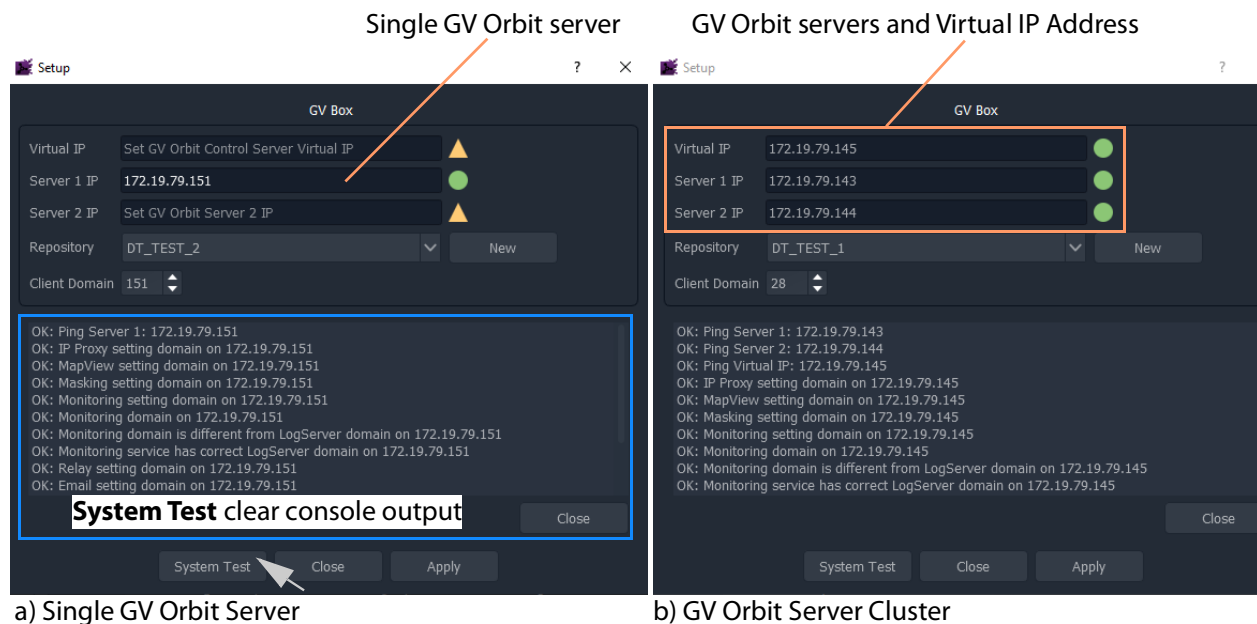 Single GV Orbit server
GV Orbit servers and Virtual IP Address
Setup ? ×
GV Box
Virtual IP Set GV Orbit Control Server Virtual IP
Server 1 IP 172.19.79.151
Server 2 IP Set GV Orbit Server 2 IP
Repository DT_TEST_2 New
Client Domain 151
OK: Ping Server 1: 172.19.79.151
OK: IP Proxy setting domain on 172.19.79.151
OK: MapView setting domain on 172.19.79.151
OK: Masking setting domain on 172.19.79.151
OK: Monitoring setting domain on 172.19.79.151
OK: Monitoring domain on 172.19.79.151
OK: Monitoring domain is different from LogServer domain on 172.19.79.151
OK: Monitoring service has correct LogServer domain on 172.19.79.151
OK: Relay setting domain on 172.19.79.151
OK: Email setting domain on 172.19.79.151
System Test clear console output
Close
System Test Close Apply
a) Single GV Orbit Server
Setup ?
GV Box
Virtual IP 172.19.79.145
Server 1 IP 172.19.79.143
Server 2 IP 172.19.79.144
Repository DT_TEST_1 New
Client Domain 28
OK: Ping Server 1: 172.19.79.143
OK: Ping Server 2: 172.19.79.144
OK: Ping Virtual IP: 172.19.79.145
OK: IP Proxy setting domain on 172.19.79.145
OK: MapView setting domain on 172.19.79.145
OK: Masking setting domain on 172.19.79.145
OK: Monitoring setting domain on 172.19.79.145
OK: Monitoring domain on 172.19.79.145
OK: Monitoring domain is different from LogServer domain on 172.19.79.145
OK: Monitoring service has correct LogServer domain on 172.19.79.145
Close
System Test Close Apply
b) GV Orbit Server Cluster